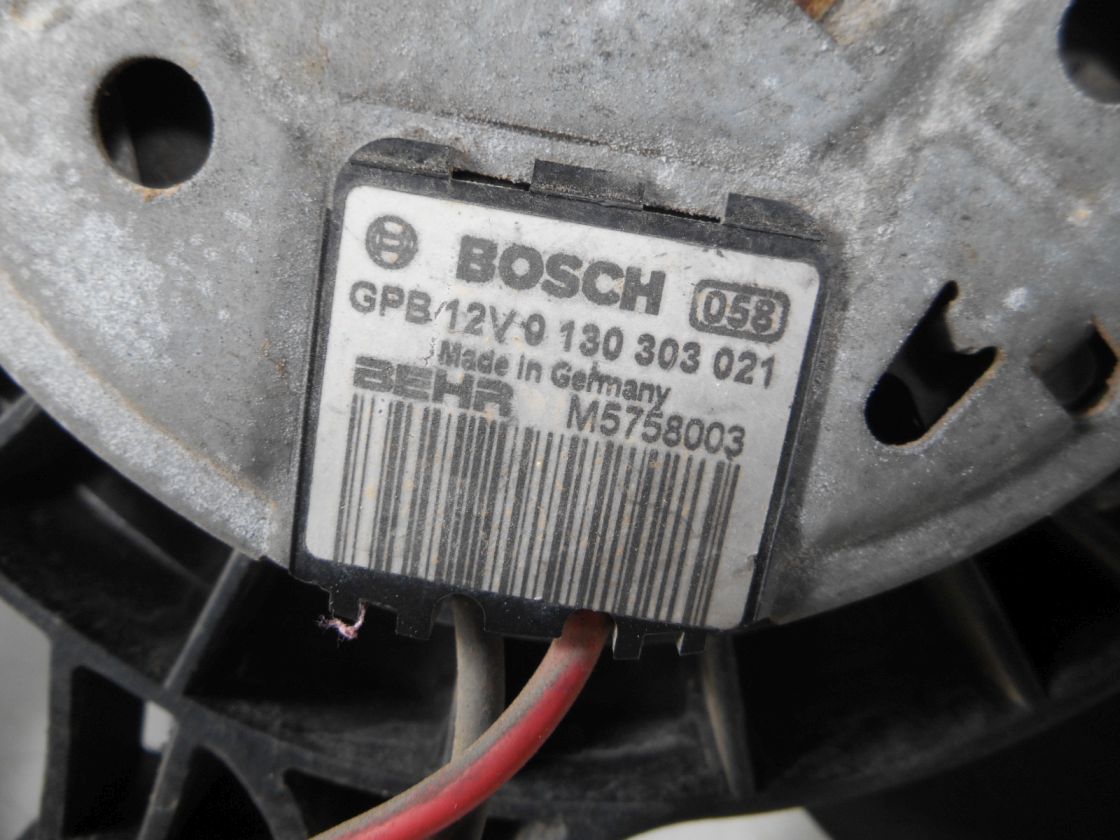 BOSCH 058
GPB 12V 0 130 303 021
Made in Germany
BEHR M5758003